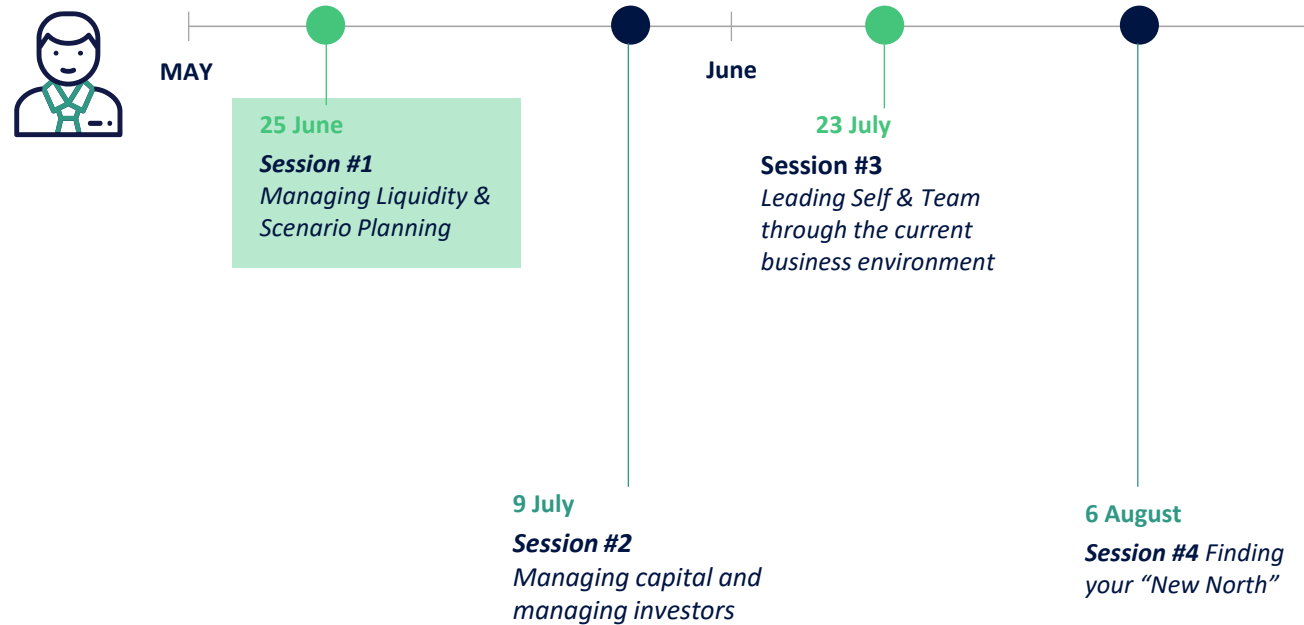 MAY
June
25 June
Session #1
Managing Liquidity &
Scenario Planning
23 July
Session #3
Leading Self & Team
through the current
business environment
9 July
Session #2
Managing capital and
managing investors
6 August
Session #4 Finding
your “New North”